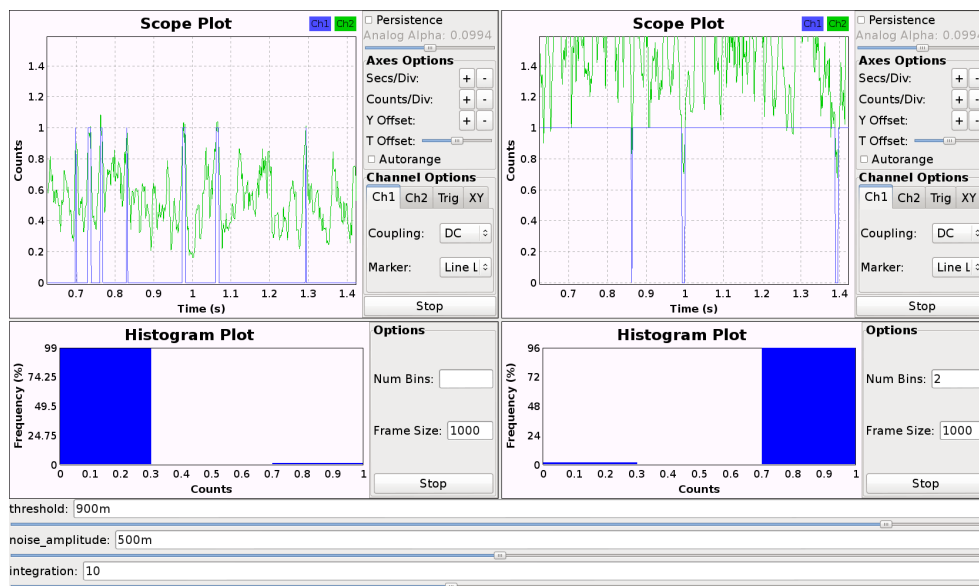 Scope Plot
Ch1 Ch2
Counts
1.4
1.2
1
0.8
0.6
0.4
0.2
0
0.7 0.8 0.9 1 1.1 1.2 1.3 1.4
Time (s)
Persistence
Analog Alpha: 0.0994
Axes Options
Secs/Div: + -
Counts/Div: + -
Y Offset: + -
T Offset:
Autorange
Channel Options
Ch1 Ch2 Trig XY
Coupling: DC
Marker: Line L
Stop
Scope Plot
Ch1 Ch2
Counts
1.4
1.2
1
0.8
0.6
0.4
0.2
0
0.7 0.8 0.9 1 1.1 1.2 1.3 1.4
Time (s)
Persistence
Analog Alpha: 0.0994
Axes Options
Secs/Div: + -
Counts/Div: + -
Y Offset: + -
T Offset:
Autorange
Channel Options
Ch1 Ch2 Trig XY
Coupling: DC
Marker: Line L
Stop
Histogram Plot
Frequency (%)
99
74.25
49.5
24.75
0
0 0.1 0.2 0.3 0.4 0.5 0.6 0.7 0.8 0.9 1
Counts
Options
Num Bins:
Frame Size: 1000
Stop
Histogram Plot
Frequency (%)
96
72
48
24
0
0 0.1 0.2 0.3 0.4 0.5 0.6 0.7 0.8 0.9 1
Counts
Options
Num Bins: 2
Frame Size: 1000
Stop
threshold: 900m
noise_amplitude: 500m
integration: 10